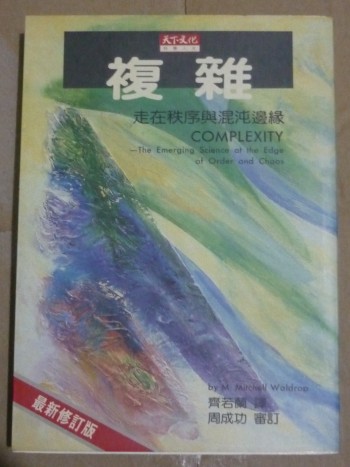 天下文化
複雜
走在秩序與混沌邊緣
COMPLEXITY
—The Emerging Science at the Edge
of Order and Chaos
by M. Mitchell Waldrop
齊若蘭 譯
周成功 審訂
最新修訂版